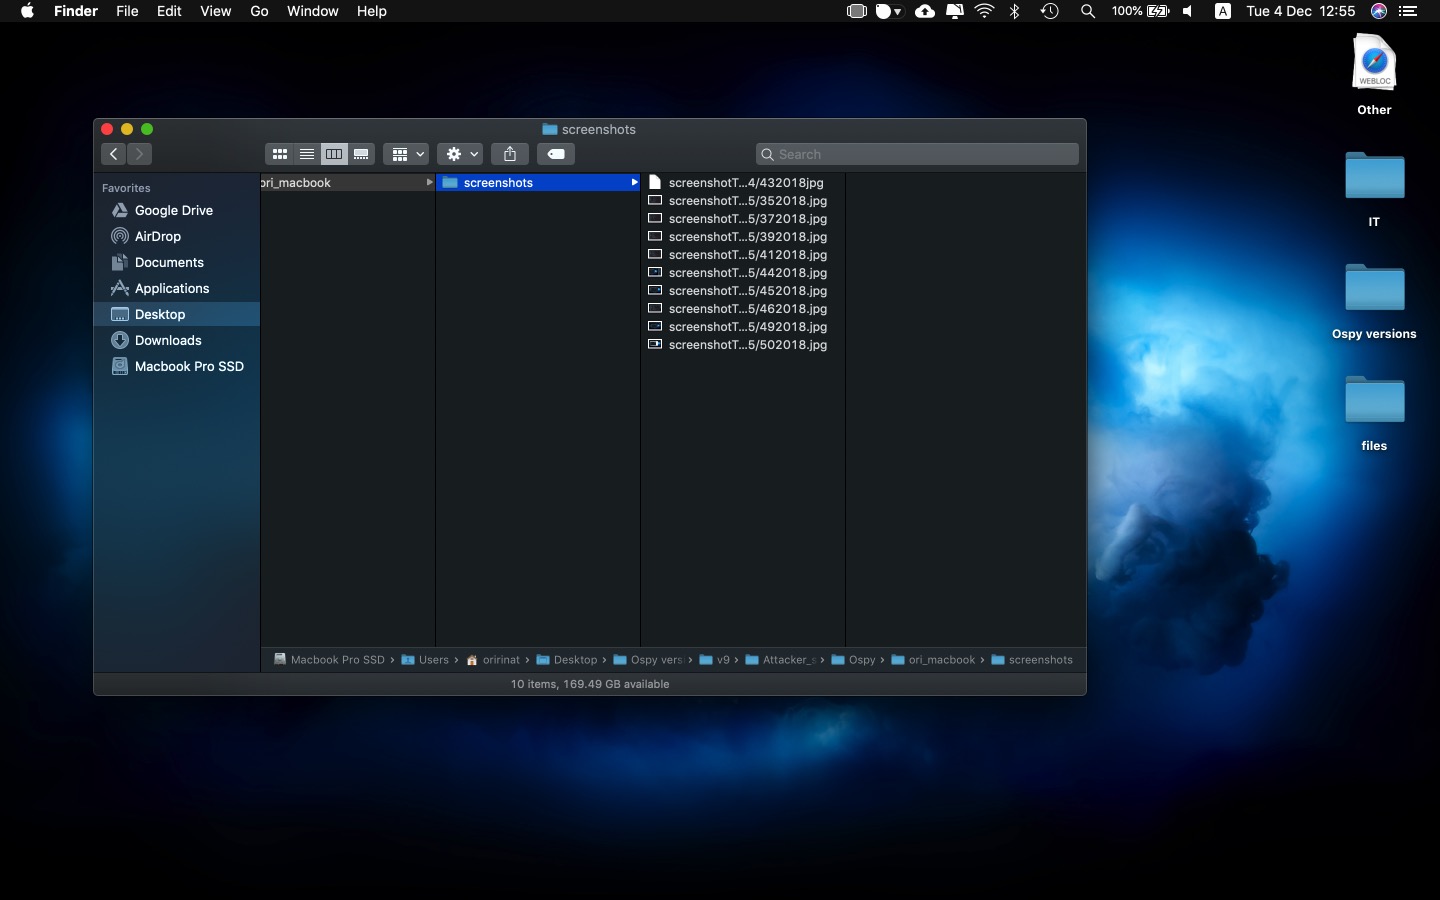 Finder File Edit View Go Window Help 100% A Tue 4 Dec 12:55
WEBLOC
Other
IT
Ospy versions
files
screenshots
Search
Favorites
Google Drive
AirDrop
Documents
Applications
Desktop
Downloads
Macbook Pro SSD
ori_macbook
screenshots
screenshotT...4/432018jpg
screenshotT...5/352018.jpg
screenshotT...5/372018.jpg
screenshotT...5/392018.jpg
screenshotT...5/412018.jpg
screenshotT...5/442018.jpg
screenshotT...5/452018.jpg
screenshotT...5/462018.jpg
screenshotT...5/492018.jpg
screenshotT...5/502018.jpg
Macbook Pro SSD › Users › oririnat › Desktop › Ospy vers › v9 › Attacker_s › Ospy › ori_macbook › screenshots
10 items, 169.49 GB available